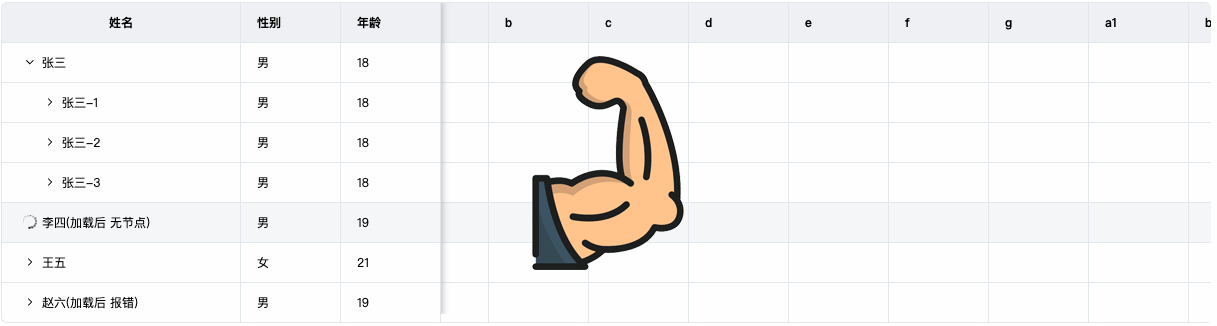 姓名 性别 年龄 b c d e f g a1 b
张三 男 18
张三-1 男 18
张三-2 男 18
张三-3 男 18
李四(加载后 无节点) 男 19
王五 女 21
赵六(加载后 报错) 男 19